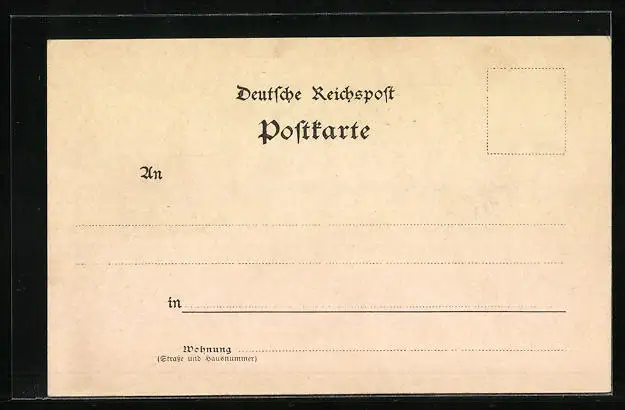 Deutsche Reichspost
Postkarte
An
in
Wohnung
(Straße und Hausnummer)